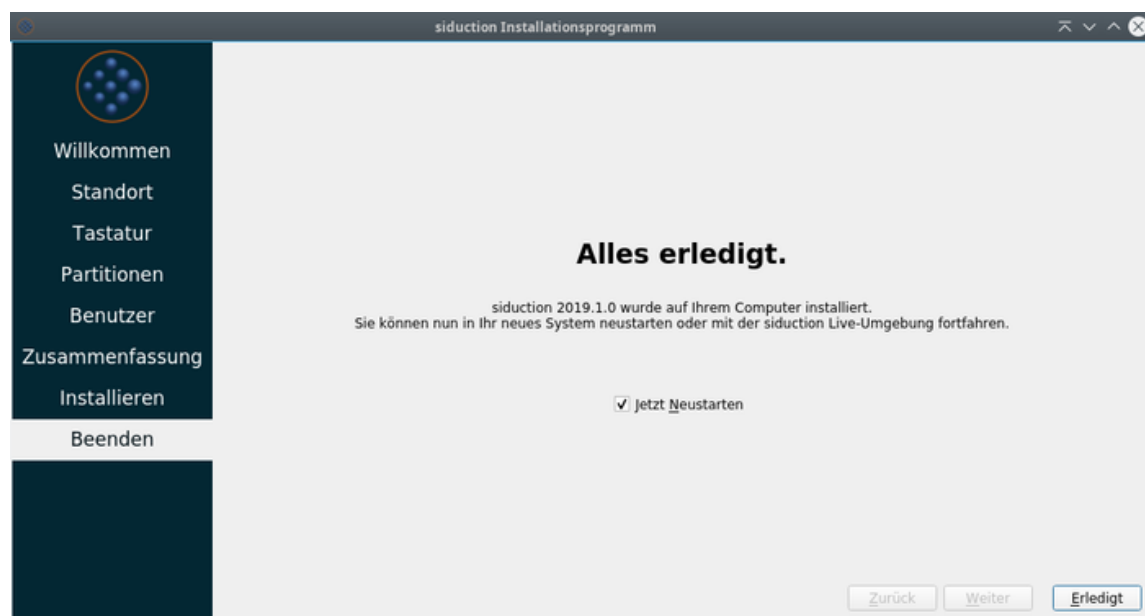 siduction Installationsprogramm
Willkommen
Standort
Tastatur
Partitionen
Benutzer
Zusammenfassung
Installieren
Beenden
Alles erledigt.
siduction 2019.1.0 wurde auf Ihrem Computer installiert.
Sie können nun in Ihr neues System neustarten oder mit der siduction Live-Umgebung fortfahren.
Jetzt Neustarten
Zurück
Weiter
Erledigt